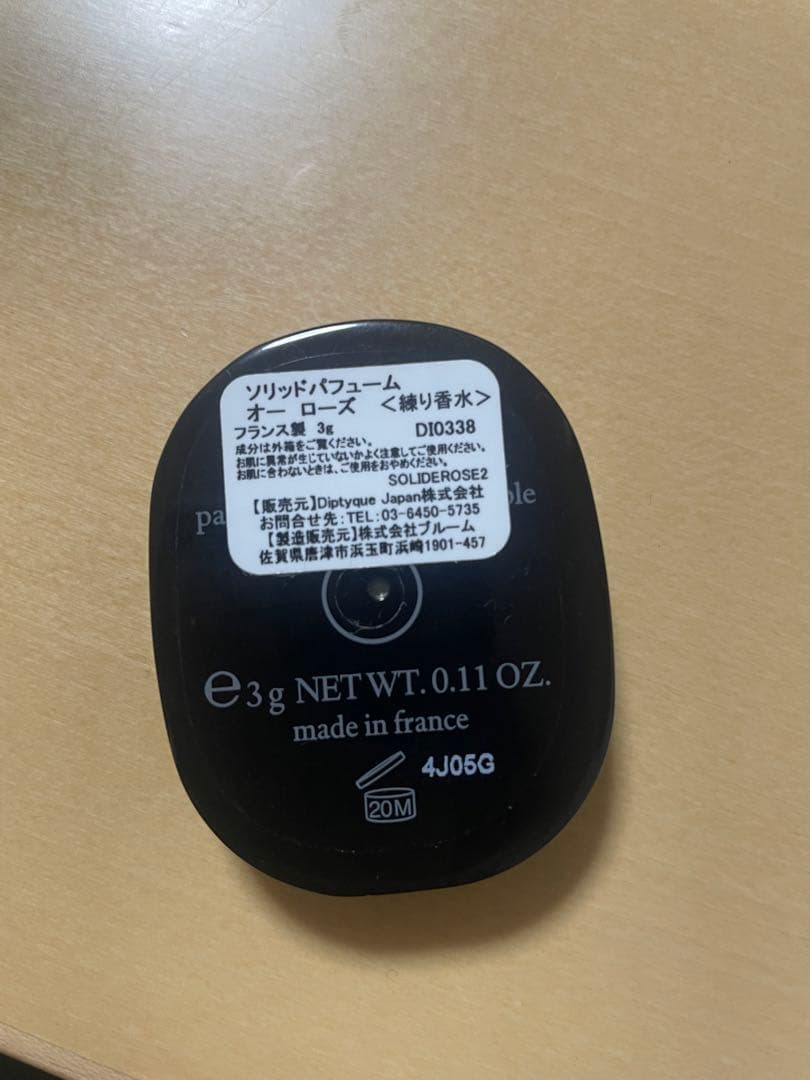 ソリッドパフューム
オー ローズ ＜練り香水＞
フランス製 3g DI0338
成分は外箱をご覧ください。
お肌に異常が生じていないかよく注意してご使用ください。
お肌に合わないときは、ご使用をおやめください。
SOLIDEROSE2
【販売元】Diptyque Japan株式会社
お問合せ先:TEL:03-6450-5735
【製造販売元】株式会社ブルーム
佐賀県唐津市浜玉町浜崎1901-457
℮3g NET WT. 0.11 OZ.
made in france
4J05G
20M